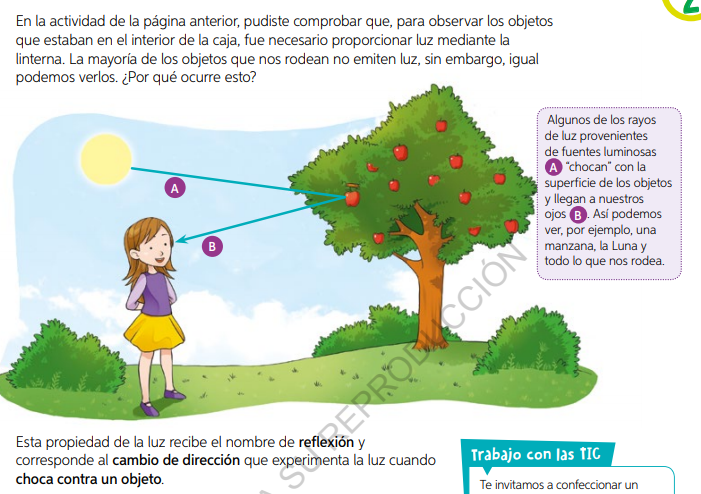 En la actividad de la página anterior, pudiste comprobar que, para observar los objetos
que estaban en el interior de la caja, fue necesario proporcionar luz mediante la
linterna. La mayoría de los objetos que nos rodean no emiten luz, sin embargo, igual
podemos verlos. ¿Por qué ocurre esto?
A
B
Algunos de los rayos
de luz provenientes
de fuentes luminosas
A “chocan” con la
superficie de los objetos
y llegan a nuestros
ojos B. Así podemos
ver, por ejemplo, una
manzana, la Luna y
todo lo que nos rodea.
SU REPRODUCCIÓN
Esta propiedad de la luz recibe el nombre de reflexión y
corresponde al cambio de dirección que experimenta la luz cuando
choca contra un objeto.
Trabajo con las TIC
Te invitamos a confeccionar un